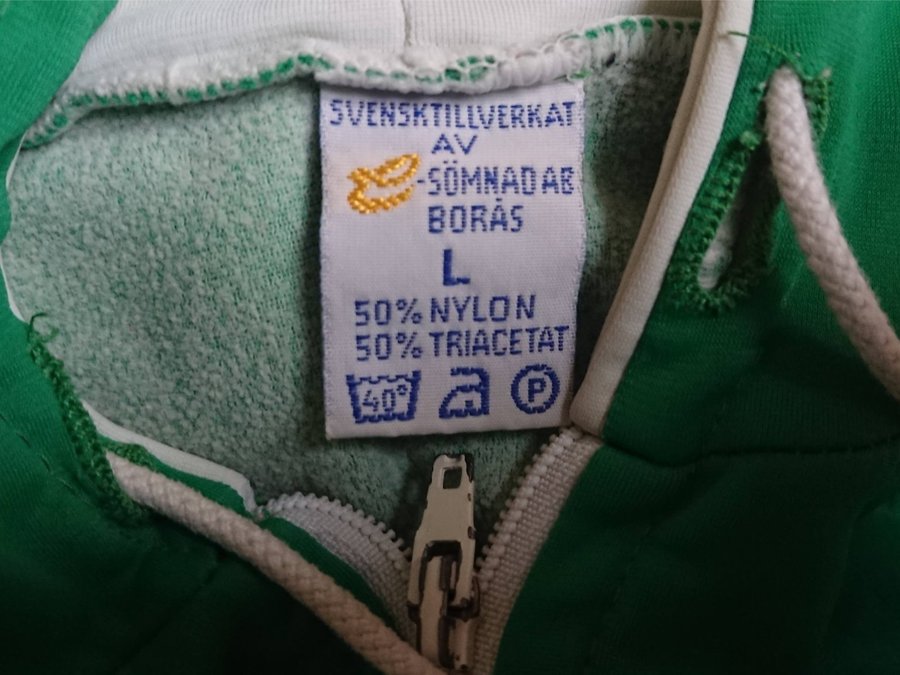 SVENSKTILLVERKAT
AV
-SÖMNAD AB
BORÅS
L
50% NYLON
50% TRIACETAT
40° P